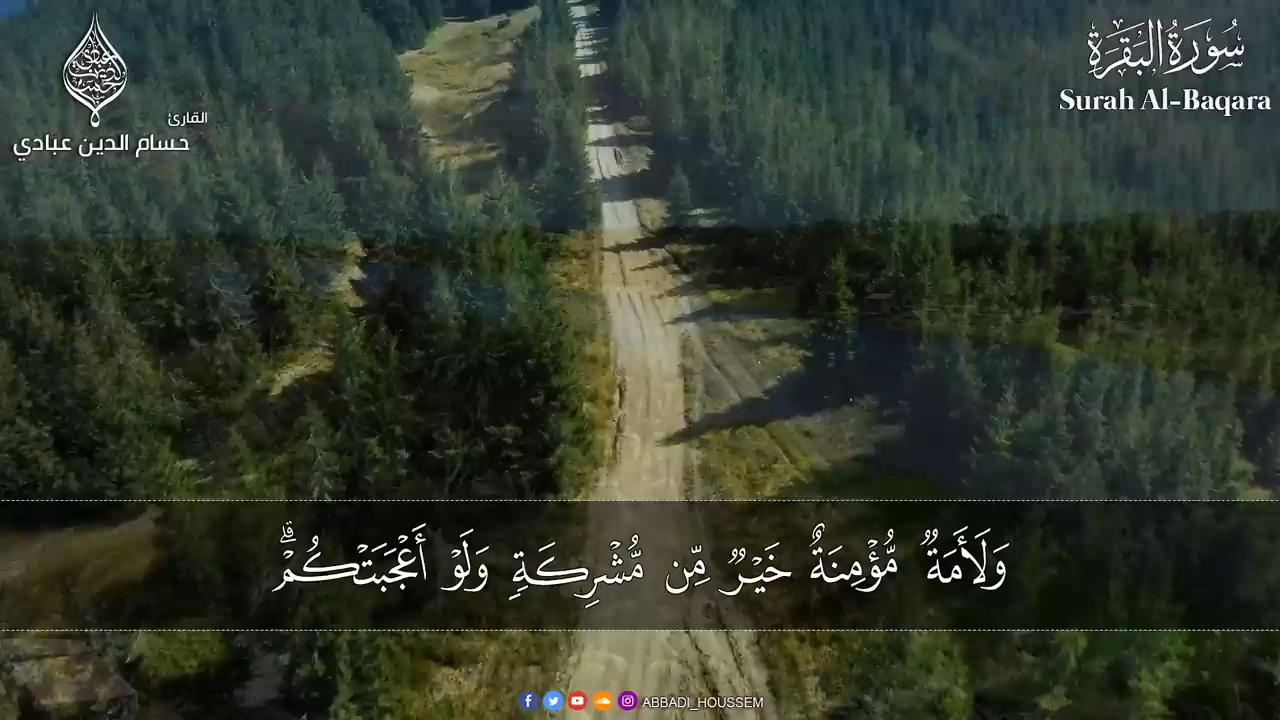 سُورَةُ البَقَرَةِ
Surah Al-Baqara
القارئ
حسام الدين عبادي
وَلَأَمَةٌ مُّؤْمِنَةٌ خَيْرٌ مِّن مُّشْرِكَةٍ وَلَوْ أَعْجَبَتْكُمْ ۗ
ABBADI_HOUSSEM